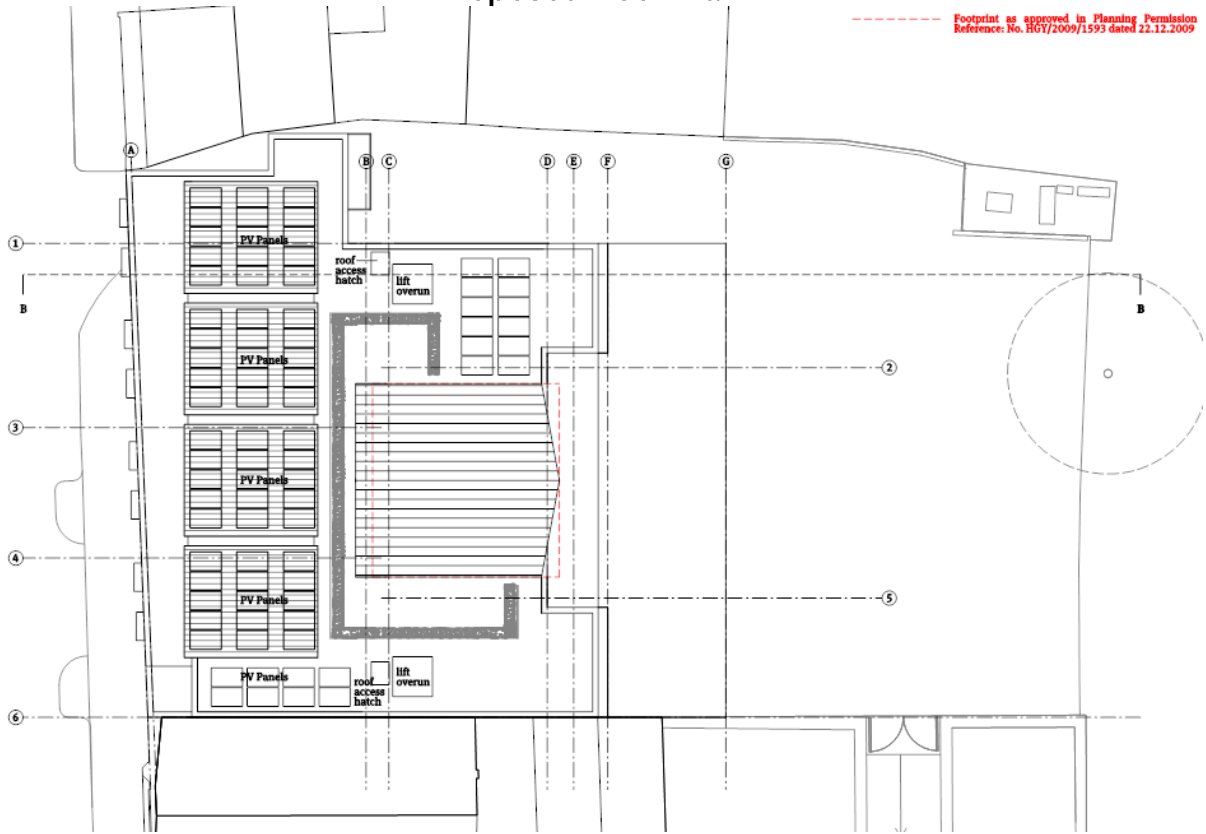 Footprint as approved in Planning Permission
Reference: No. HGY/2009/1593 dated 22.12.2009
A
B
C
D
E
F
G
1
PV Panels
roof
access
hatch
lift
overun
B
B
PV Panels
2
3
PV Panels
4
5
PV Panels
PV Panels
roof
access
hatch
lift
overun
6